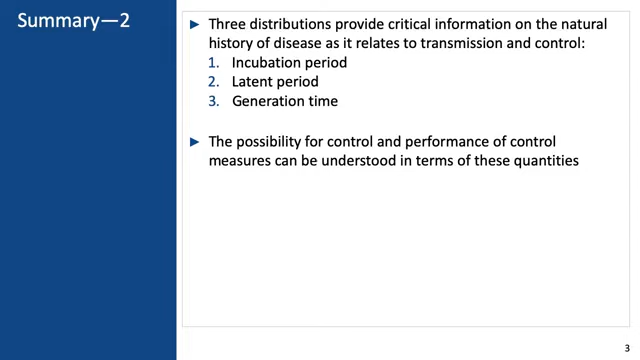 Summary—2
► Three distributions provide critical information on the natural
history of disease as it relates to transmission and control:
1. Incubation period
2. Latent period
3. Generation time
► The possibility for control and performance of control
measures can be understood in terms of these quantities
3